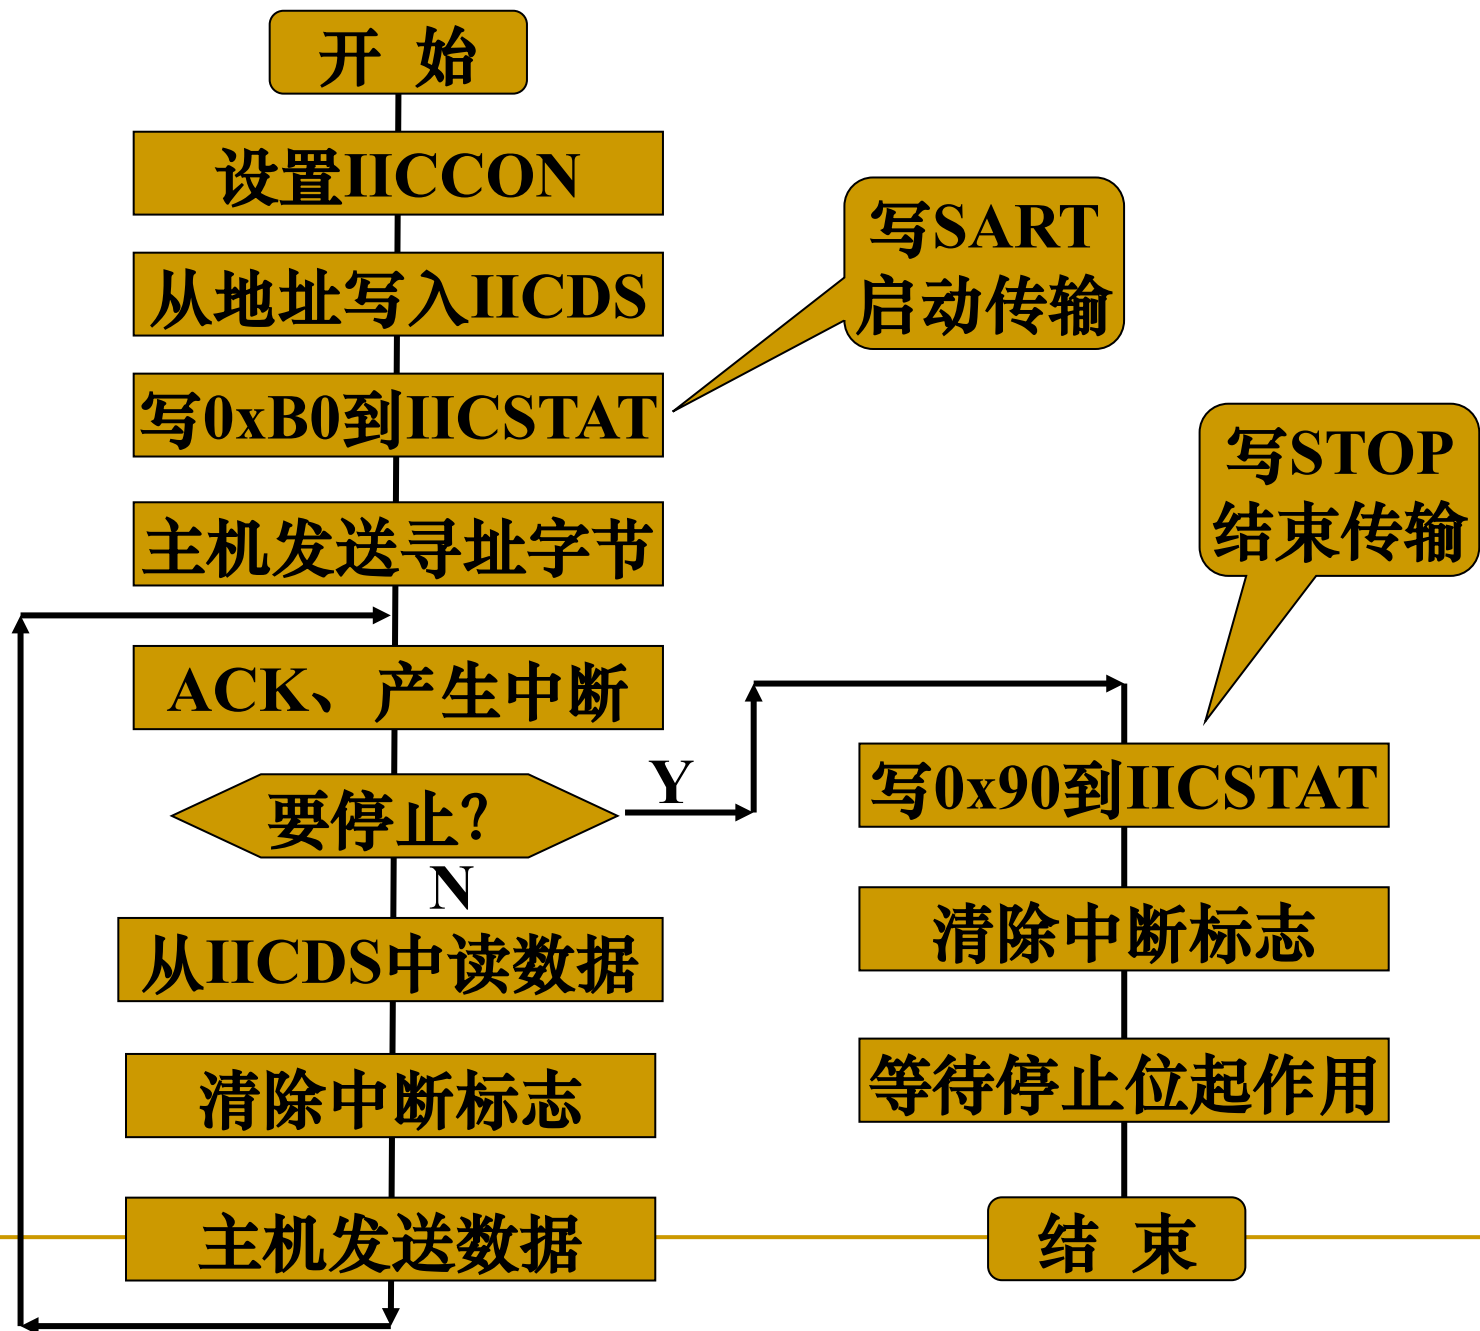 开 始
设置IICCON
从地址写入IICDS
写0xB0到IICSTAT
主机发送寻址字节
ACK、产生中断
要停止？
Y
N
从IICDS中读数据
清除中断标志
主机发送数据
写SART
启动传输
写STOP
结束传输
写0x90到IICSTAT
清除中断标志
等待停止位起作用
结 束